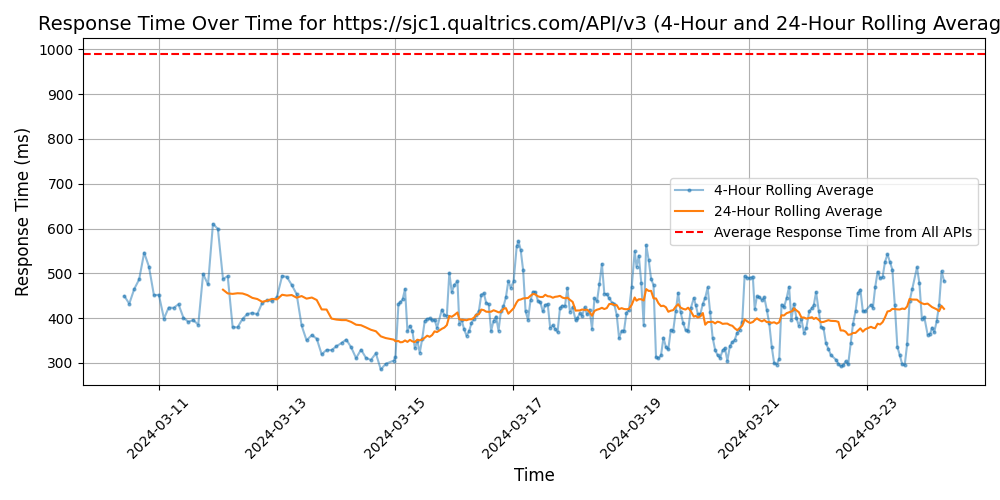 Response Time Over Time for https://sjc1.qualtrics.com/API/v3 (4-Hour and 24-Hour Rolling Averag
Response Time (ms)
1000
900
800
700
600
500
400
300
4-Hour Rolling Average
24-Hour Rolling Average
Average Response Time from All APIs
2024-03-11
2024-03-13
2024-03-15
2024-03-17
2024-03-19
2024-03-21
2024-03-23
Time